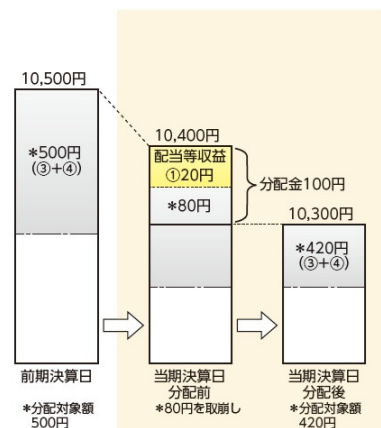 10,500円
*500円
(③+④)
10,400円
配当等収益
①20円
*80円
分配金100円
10,300円
*420円
(③+④)
前期決算日
*分配対象額
500円
当期決算日
分配前
*80円を取崩し
当期決算日
分配後
*分配対象額
420円